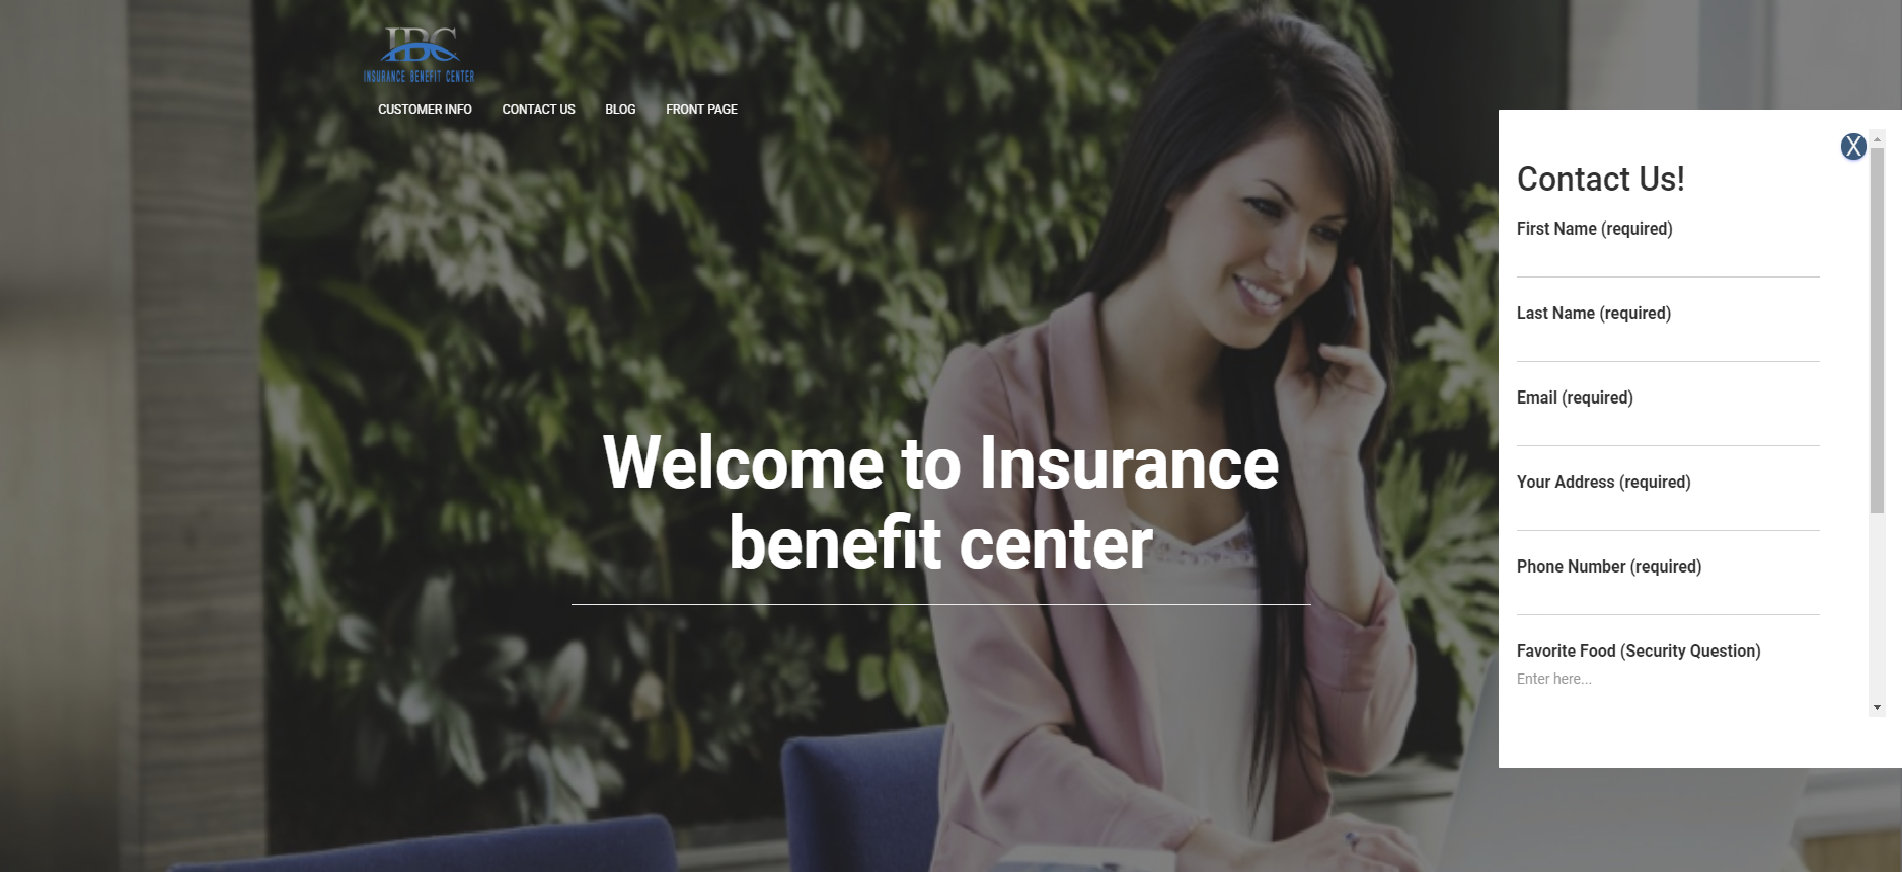 IBC
INSURANCE BENEFIT CENTER
CUSTOMER INFO CONTACT US BLOG FRONT PAGE
Welcome to Insurance
benefit center
X
Contact Us!
First Name (required)
Last Name (required)
Email (required)
Your Address (required)
Phone Number (required)
Favorite Food (Security Question)
Enter here...